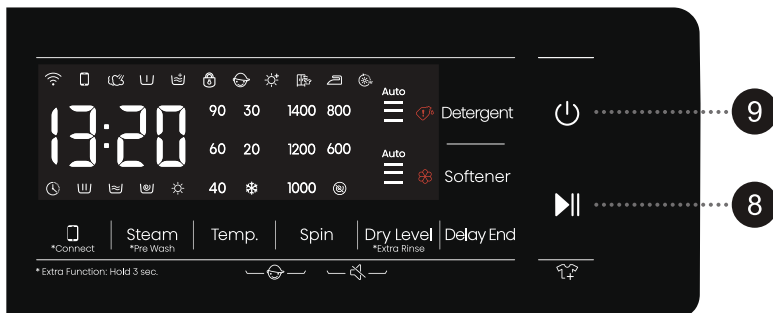 Auto
13:20
90 30 1400 800
Detergent
9
60 20 1200 600
Auto
Softener
40 1000
8
Steam Temp. Spin Dry Level Delay End
*Connect *Pre Wash *Extra Rinse
* Extra Function: Hold 3 sec.